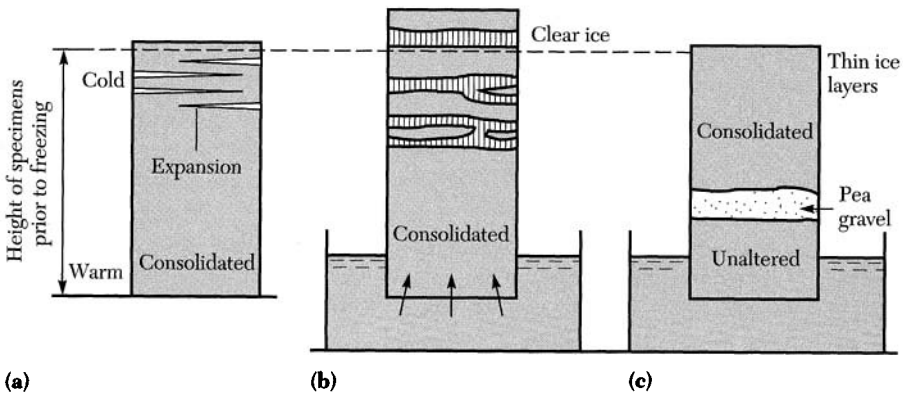 Height of specimens
prior to freezing
Cold
Expansion
Warm
Consolidated
(a)
Clear ice
Consolidated
(b)
Thin ice
layers
Consolidated
Pea
gravel
Unaltered
(c)